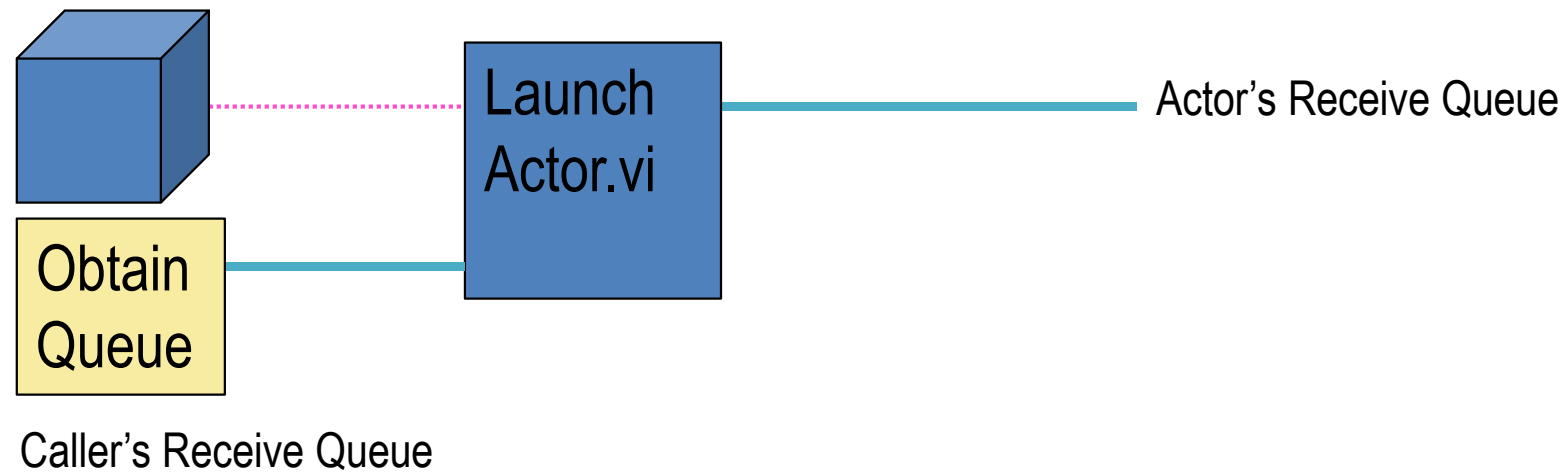 Launch
Actor.vi
Actor’s Receive Queue
Obtain
Queue
Caller’s Receive Queue